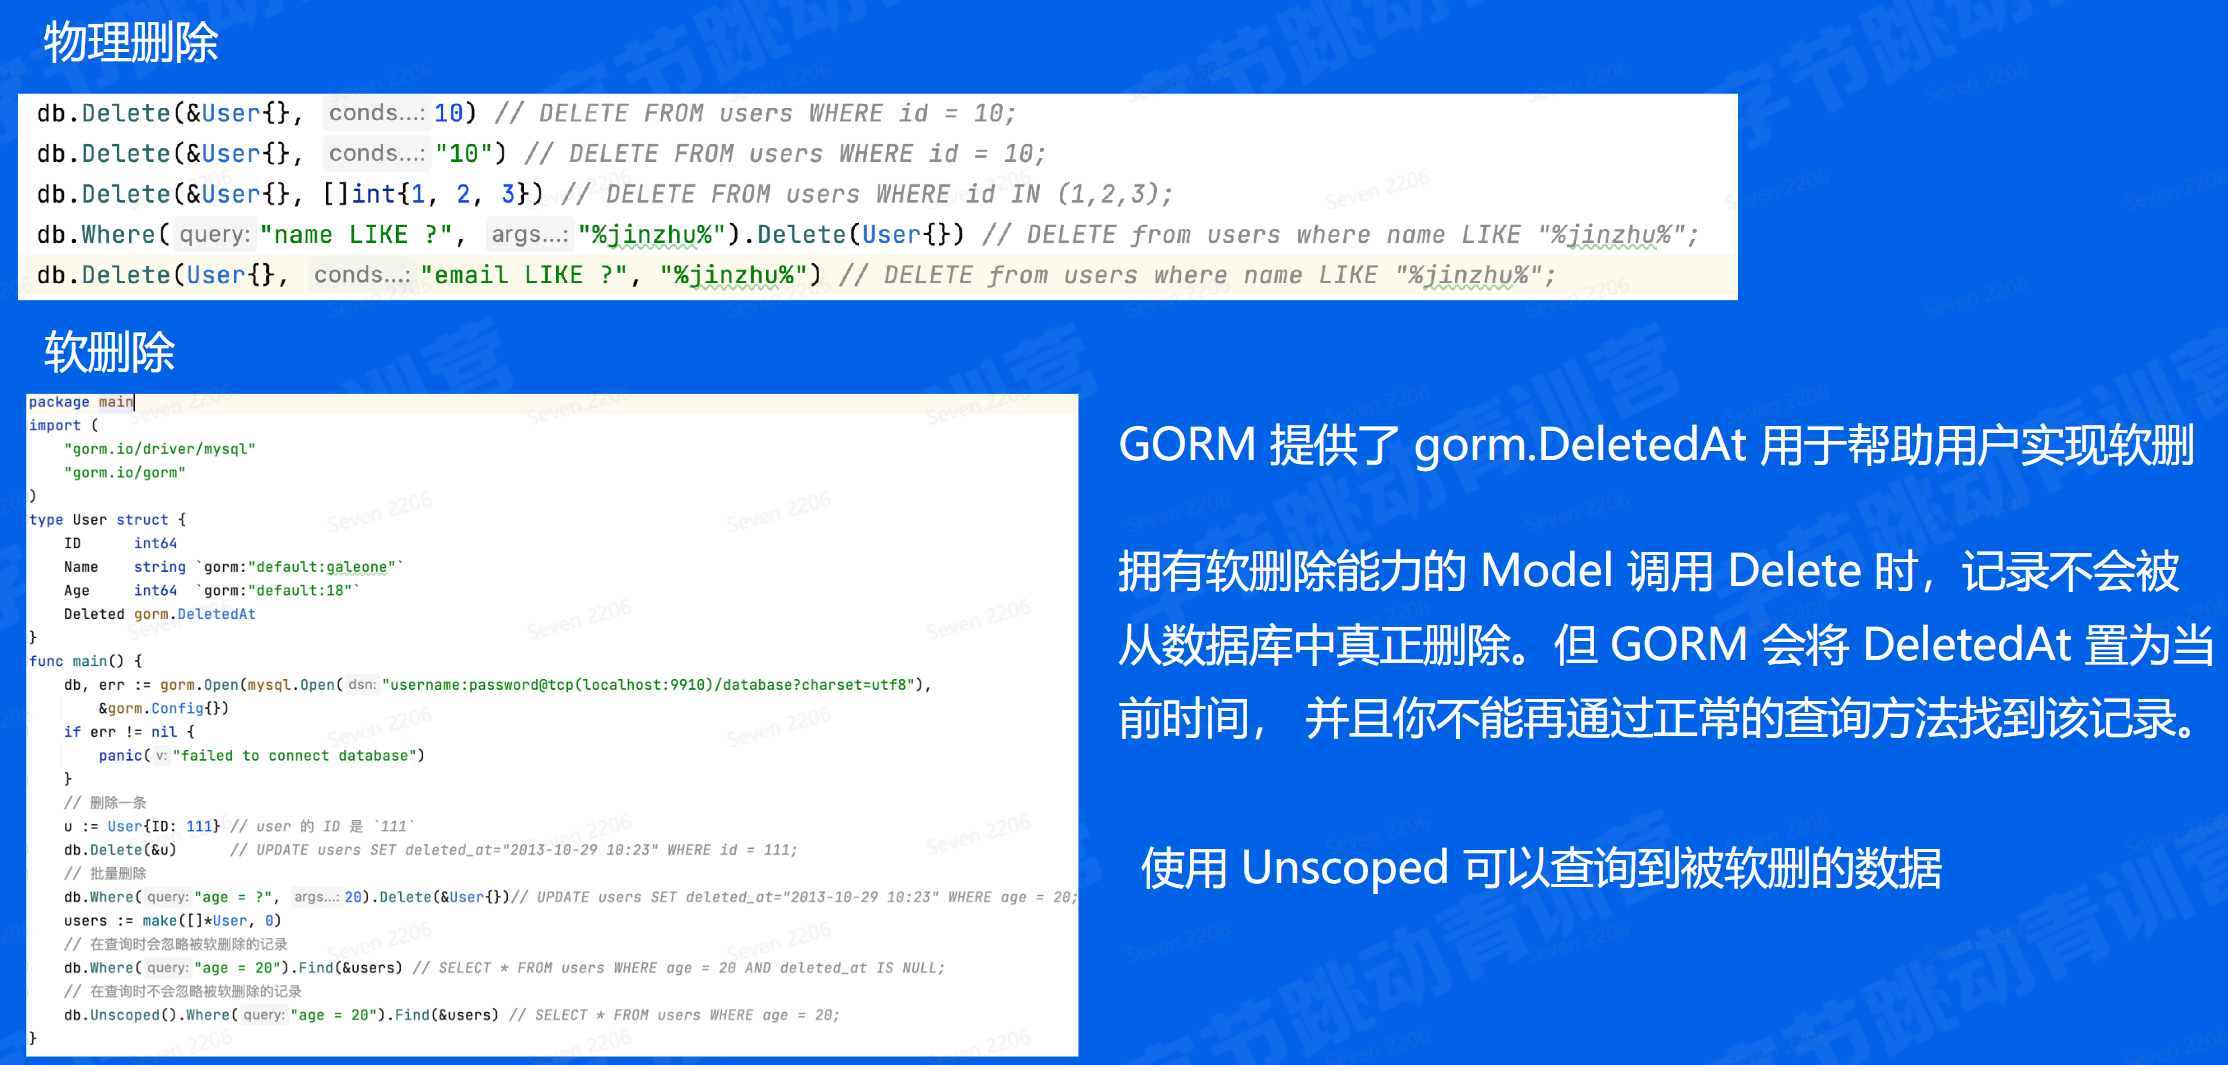 物理删除
db.Delete(&User{}, conds...: 10) // DELETE FROM users WHERE id = 10;
db.Delete(&User{}, conds...: "10") // DELETE FROM users WHERE id = 10;
db.Delete(&User{}, []int{1, 2, 3}) // DELETE FROM users WHERE id IN (1,2,3);
db.Where( query: "name LIKE ?", args...: "%jinzhu%").Delete(User{}) // DELETE from users where name LIKE "%jinzhu%";
db.Delete(User{}, conds...: "email LIKE ?", "%jinzhu%") // DELETE from users where name LIKE "%jinzhu%";
软删除
package main
import (
"gorm.io/driver/mysql"
"gorm.io/gorm"
)
type User struct {
ID int64
Name string `gorm:"default:galeone"`
Age int64 `gorm:"default:18"`
Deleted gorm.DeletedAt
}
func main() {
db, err := gorm.Open(mysql.Open( dsn: "username:password@tcp(localhost:9910)/database?charset=utf8"),
&gorm.Config{})
if err != nil {
panic( v: "failed to connect database")
}
// 删除一条
u := User{ID: 111} // user 的 ID 是 `111`
db.Delete(&u) // UPDATE users SET deleted_at="2013-10-29 10:23" WHERE id = 111;
// 批量删除
db.Where( query: "age = ?", args...: 20).Delete(&User{})// UPDATE users SET deleted_at="2013-10-29 10:23" WHERE age = 20;
users := make([]*User, 0)
// 在查询时会忽略被软删除的记录
db.Where( query: "age = 20").Find(&users) // SELECT * FROM users WHERE age = 20 AND deleted_at IS NULL;
// 在查询时不会忽略被软删除的记录
db.Unscoped().Where( query: "age = 20").Find(&users) // SELECT * FROM users WHERE age = 20;
}
GORM 提供了 gorm.DeletedAt 用于帮助用户实现软删
拥有软删除能力的 Model 调用 Delete 时，记录不会被
从数据库中真正删除。但 GORM 会将 DeletedAt 置为当
前时间， 并且你不能再通过正常的查询方法找到该记录。
使用 Unscoped 可以查询到被软删的数据
字节跳动青训营
Seven 2206